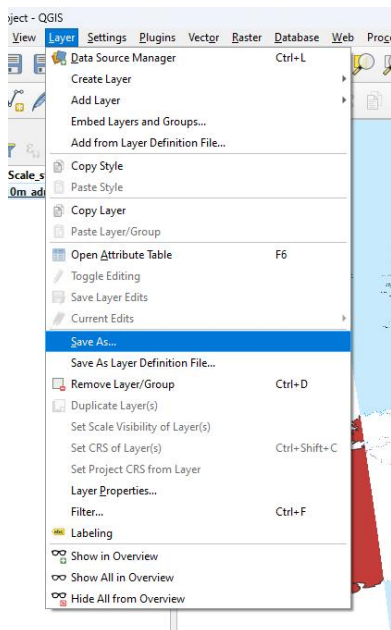 oject - QGIS
View Layer Settings Plugins Vector Raster Database Web Proce
Data Source Manager Ctrl+L
Create Layer
Add Layer
Embed Layers and Groups...
Add from Layer Definition File...
Scale_s
Copy Style
Paste Style
0m_adm
Copy Layer
Paste Layer/Group
Open Attribute Table F6
Toggle Editing
Save Layer Edits
Current Edits
Save As...
Save As Layer Definition File...
Remove Layer/Group Ctrl+D
Duplicate Layer(s)
Set Scale Visibility of Layer(s)
Set CRS of Layer(s) Ctrl+Shift+C
Set Project CRS from Layer
Layer Properties...
Filter... Ctrl+F
abc Labeling
Show in Overview
Show All in Overview
Hide All from Overview